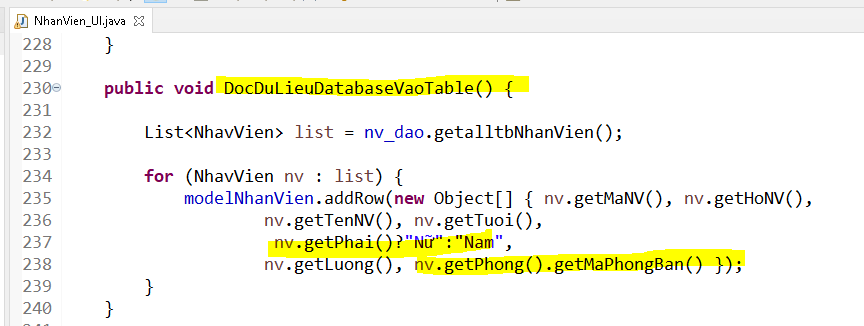 NhanVien_UI.java
228 }
229
230 public void DocDuLieuDatabaseVaoTable() {
231
232 List<NhavVien> list = nv_dao.getalltbNhanVien();
233
234 for (NhavVien nv : list) {
235 modelNhanVien.addRow(new Object[] { nv.getMaNV(), nv.getHoNV(),
236 nv.getTenNV(), nv.getTuoi(),
237 nv.getPhai()?"Nữ":"Nam",
238 nv.getLuong(), nv.getPhong().getMaPhongBan() });
239 }
240 }